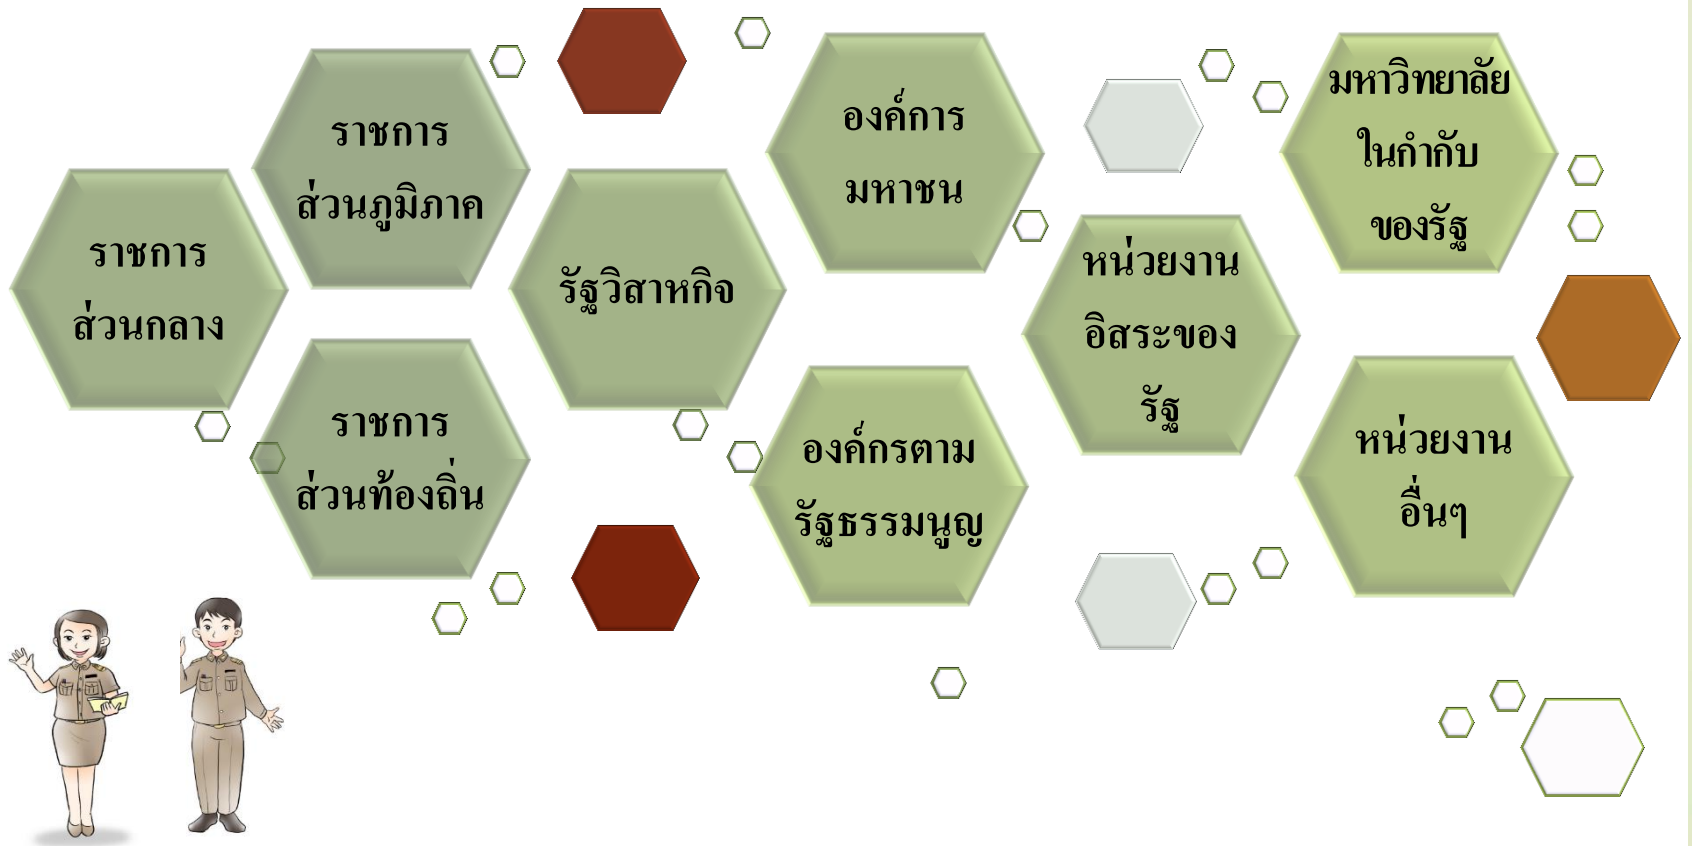 ราชการ
ส่วนกลาง
ราชการ
ส่วนภูมิภาค
ราชการ
ส่วนท้องถิ่น
รัฐวิสาหกิจ
องค์การ
มหาชน
องค์กรตาม
รัฐธรรมนูญ
หน่วยงาน
อิสระของ
รัฐ
มหาวิทยาลัย
ในกำกับ
ของรัฐ
หน่วยงาน
อื่นๆ